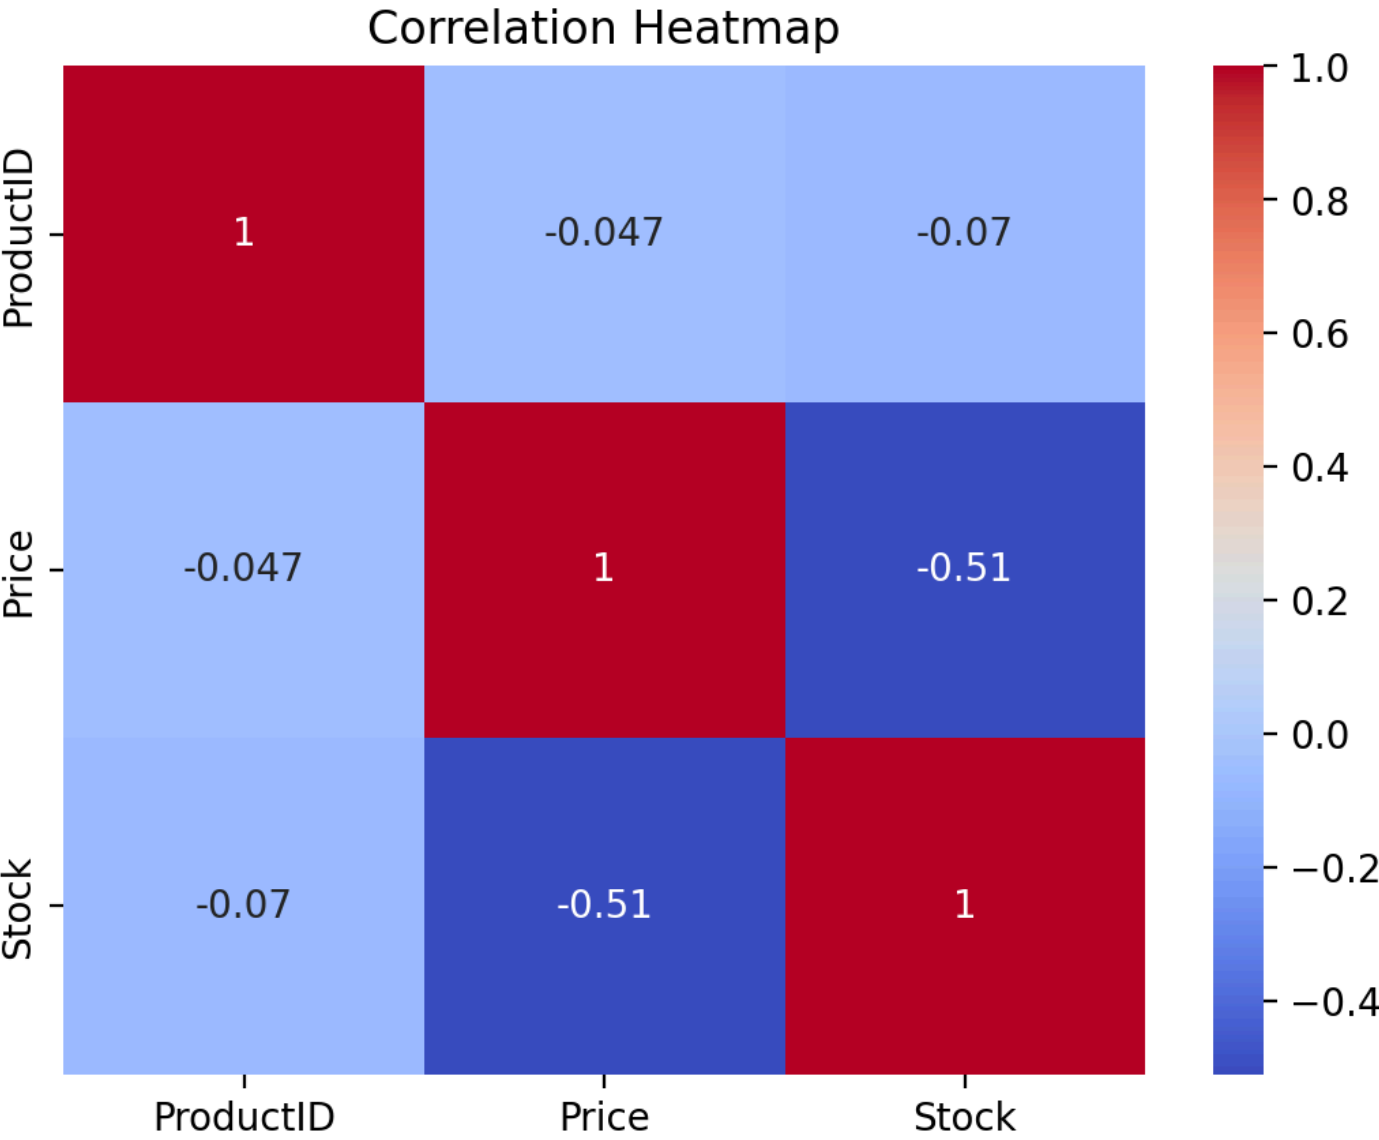 Correlation Heatmap
ProductID
1
-0.047
-0.07
Price
-0.047
1
-0.51
Stock
-0.07
-0.51
1
ProductID
Price
Stock
1.0
0.8
0.6
0.4
0.2
0.0
−0.2
−0.4